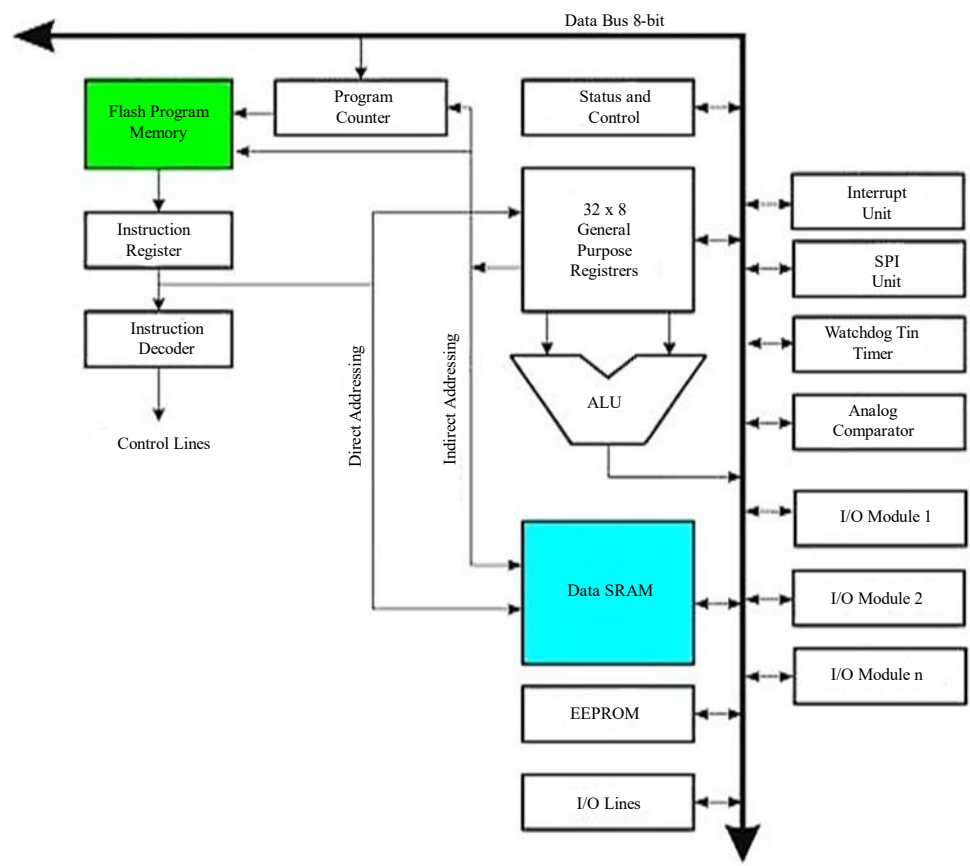 Data Bus 8-bit
Flash Program
Memory
Program
Counter
Status and
Control
Instruction
Register
32 x 8
General
Purpose
Registrers
Interrupt
Unit
SPI
Unit
Instruction
Decoder
Watchdog Tin
Timer
Direct Addressing
Indirect Addressing
ALU
Analog
Comparator
Control Lines
I/O Module 1
Data SRAM
I/O Module 2
I/O Module n
EEPROM
I/O Lines